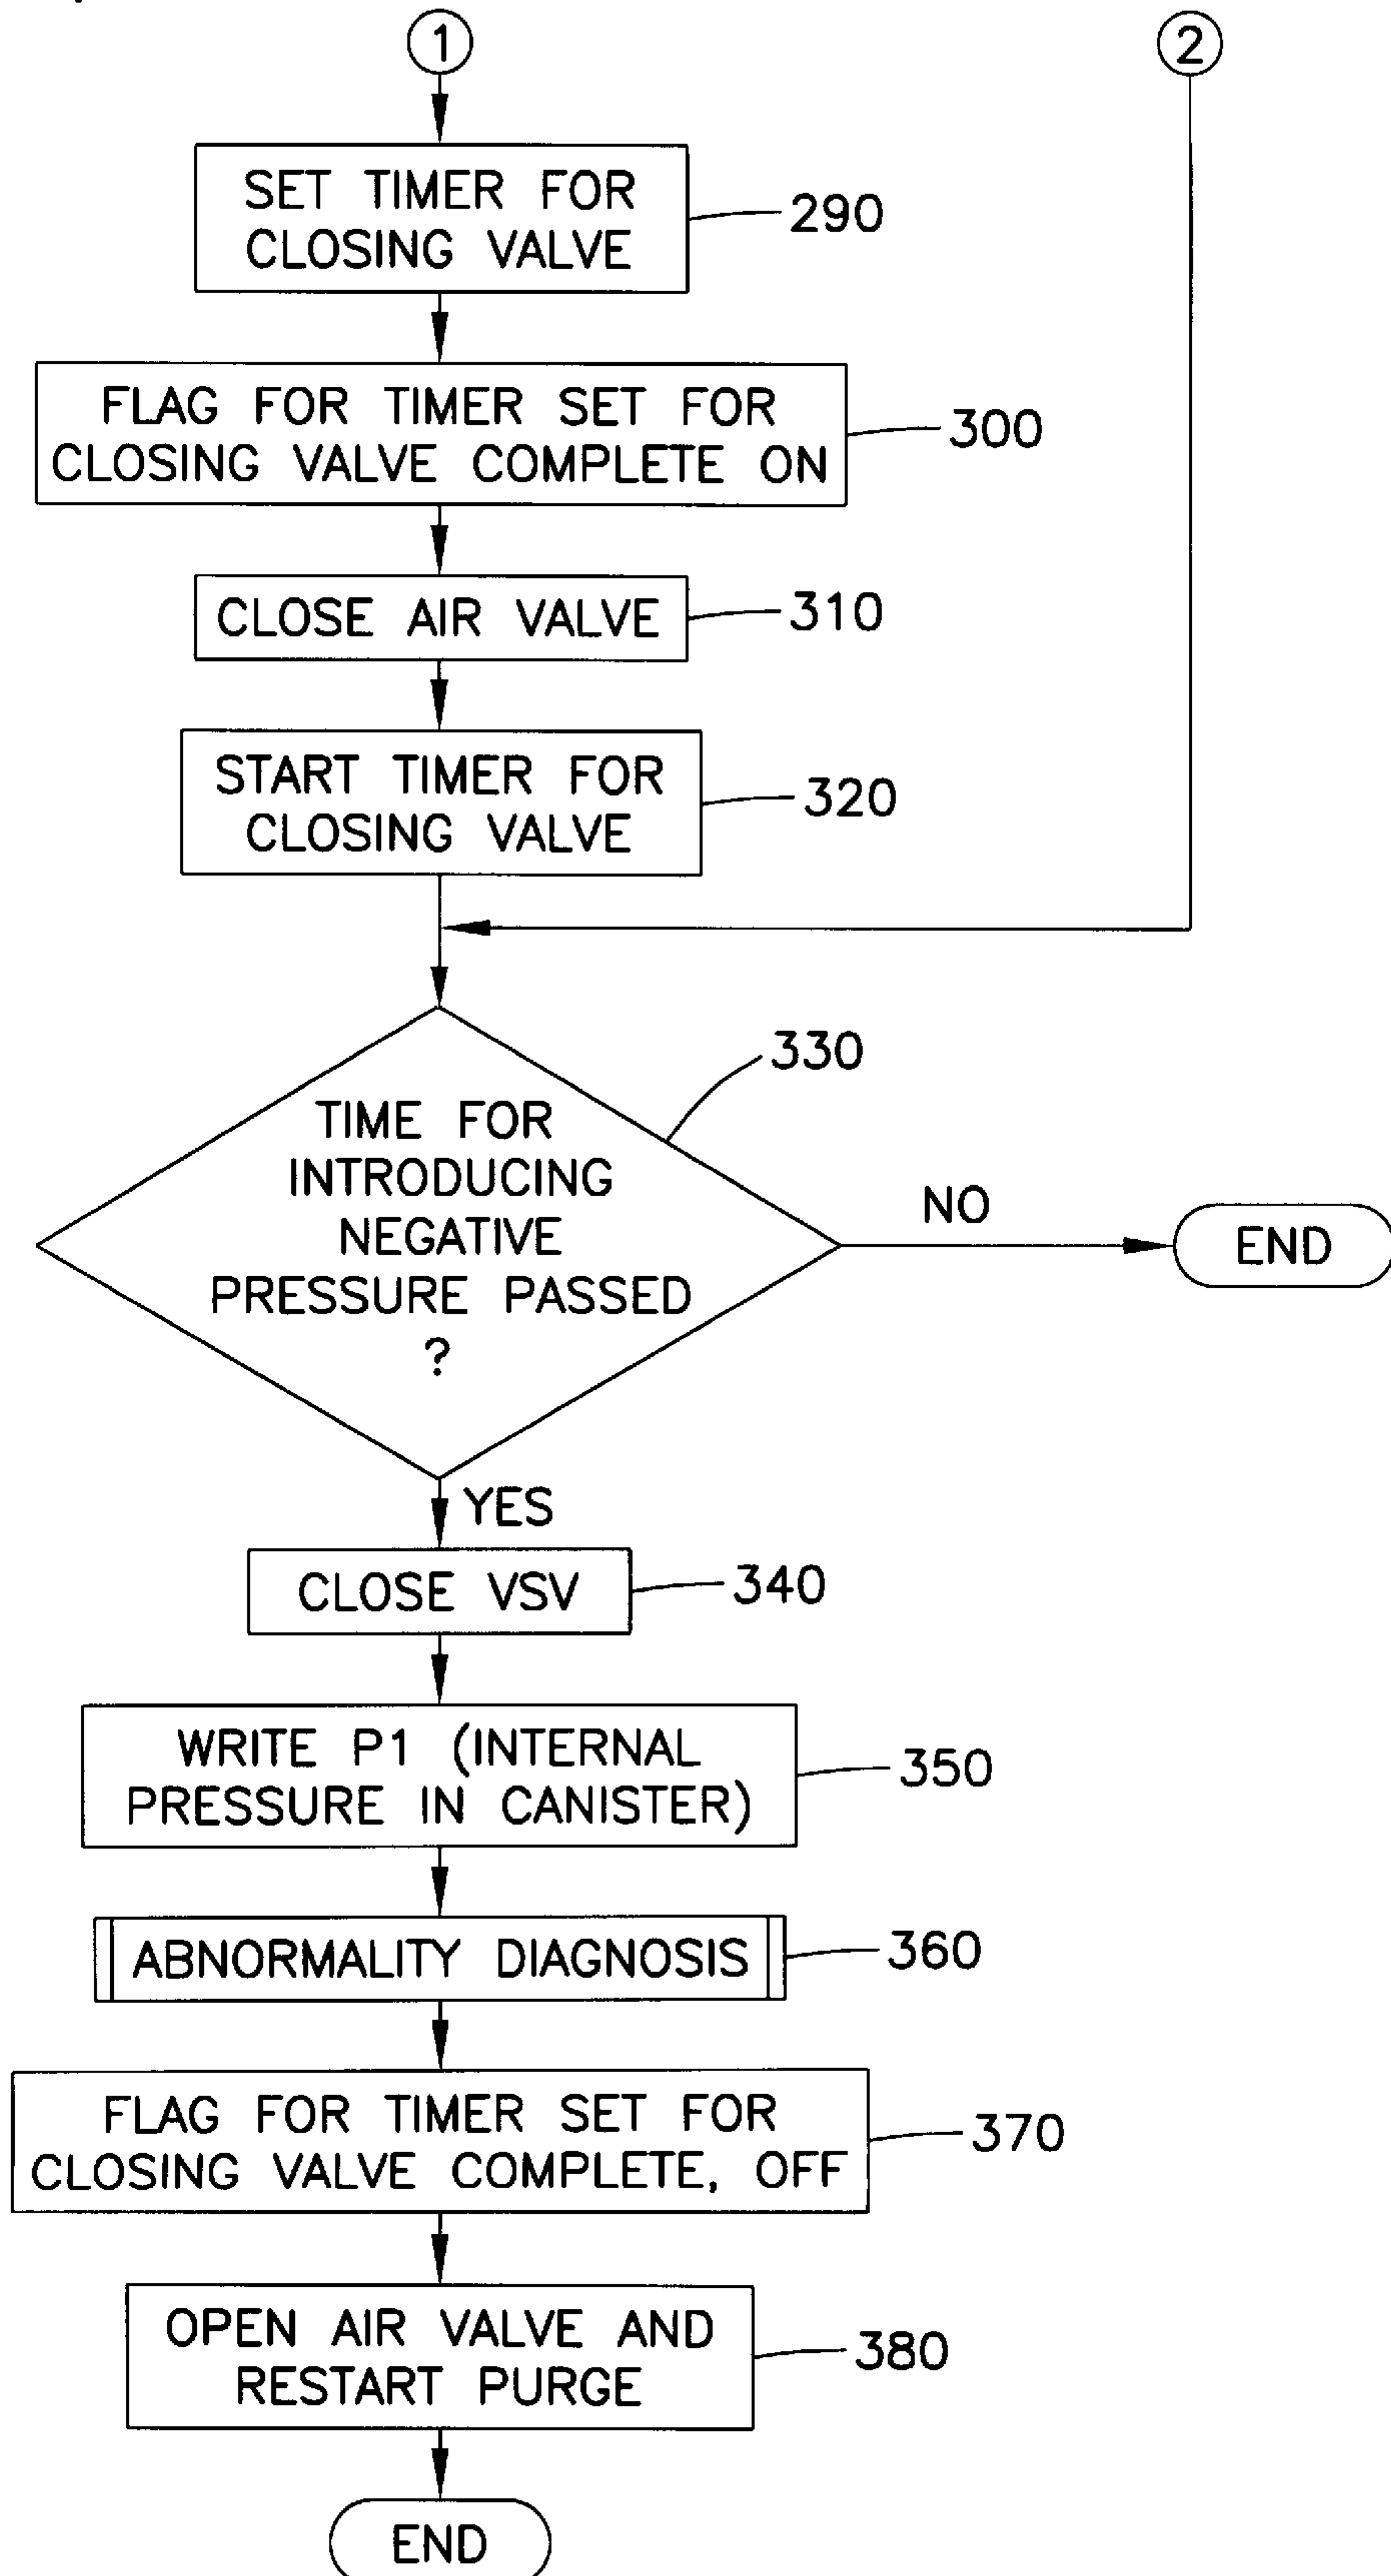 1
2
SET TIMER FOR
CLOSING VALVE
290
FLAG FOR TIMER SET FOR
CLOSING VALVE COMPLETE ON
300
CLOSE AIR VALVE
310
START TIMER FOR
CLOSING VALVE
320
330
TIME FOR
INTRODUCING
NEGATIVE
PRESSURE PASSED
?
NO
END
YES
CLOSE VSV
340
WRITE P1 (INTERNAL
PRESSURE IN CANISTER)
350
ABNORMALITY DIAGNOSIS
360
FLAG FOR TIMER SET FOR
CLOSING VALVE COMPLETE, OFF
370
OPEN AIR VALVE AND
RESTART PURGE
380
END